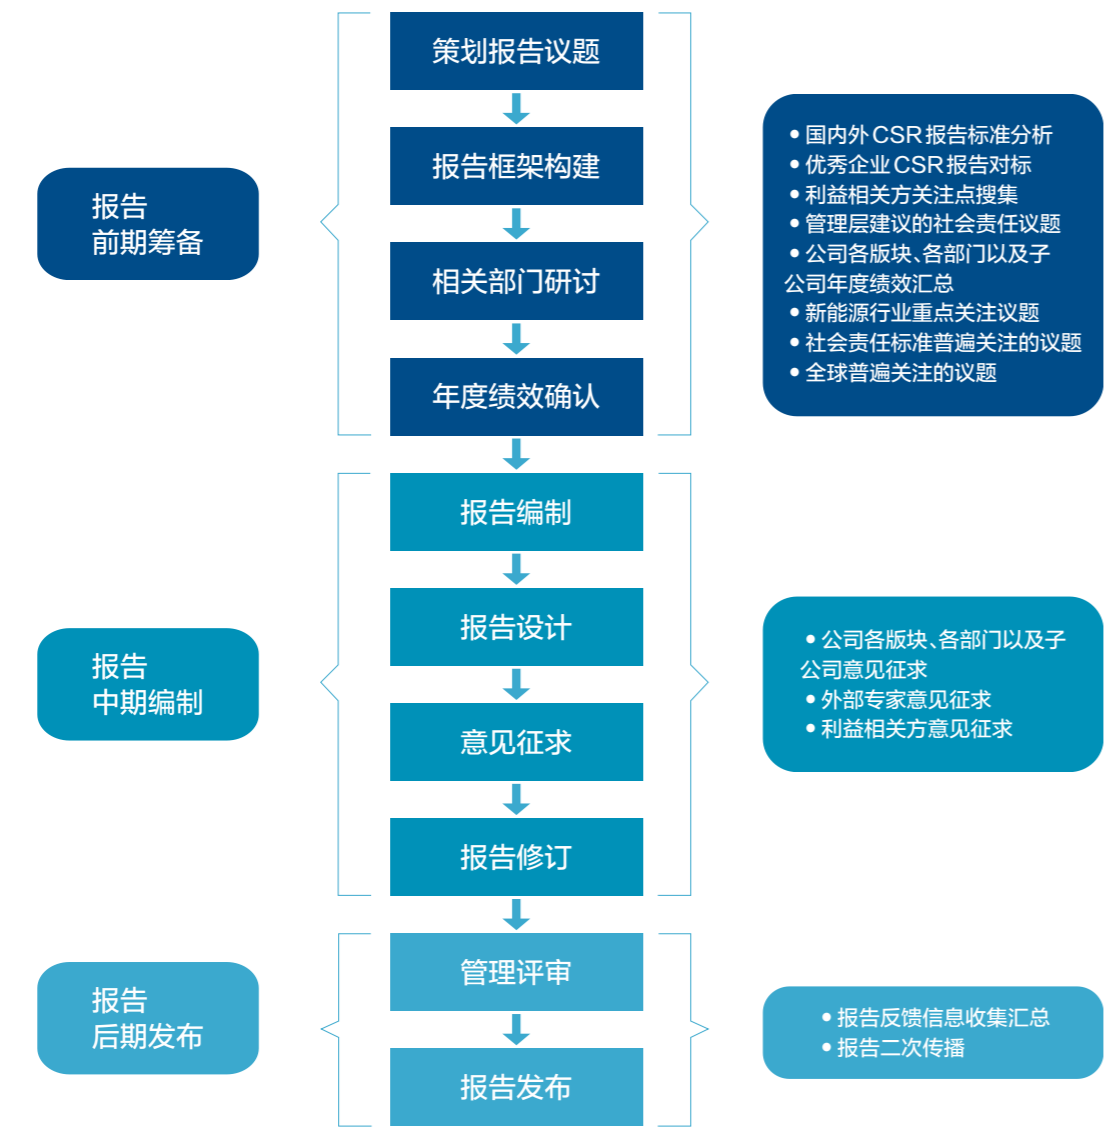 报告
前期筹备
策划报告议题
报告框架构建
相关部门研讨
年度绩效确认
•国内外CSR报告标准分析
•优秀企业CSR报告对标
•利益相关方关注点搜集
•管理层建议的社会责任议题
•公司各版块、各部门以及子
公司年度绩效汇总
•新能源行业重点关注议题
•社会责任标准普遍关注的议题
•全球普遍关注的议题
报告
中期编制
报告编制
报告设计
意见征求
报告修订
•公司各版块、各部门以及子
公司意见征求
•外部专家意见征求
•利益相关方意见征求
报告
后期发布
管理评审
报告发布
•报告反馈信息收集汇总
•报告二次传播